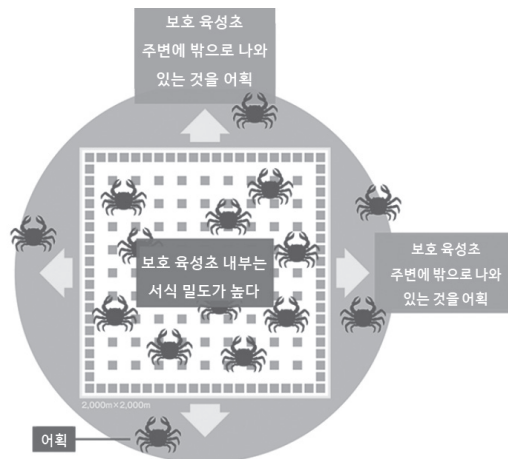 보호 육성초
주변에 밖으로 나와
있는 것을 어획
보호 육성초 내부는
서식 밀도가 높다
보호 육성초
주변에 밖으로 나와
있는 것을 어획
2,000m×2,000m
어획